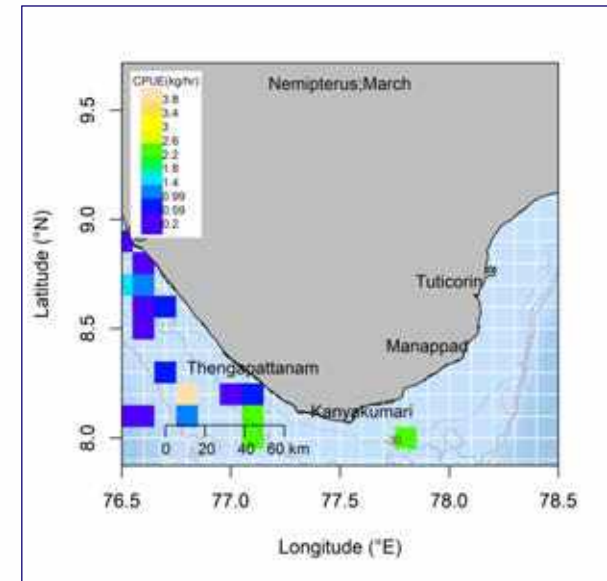 Nemipterus;March
CPUE(kg/hr)
3.8
3.4
3
2.6
2.2
1.8
1.4
0.99
0.59
0.2
9.5
9.0
8.5
8.0
Latitude (°N)
Tuticorin
Manappad
Thengapattanam
Kanyakumari
0 20 40 60 km
76.5 77.0 77.5 78.0 78.5
Longitude (°E)